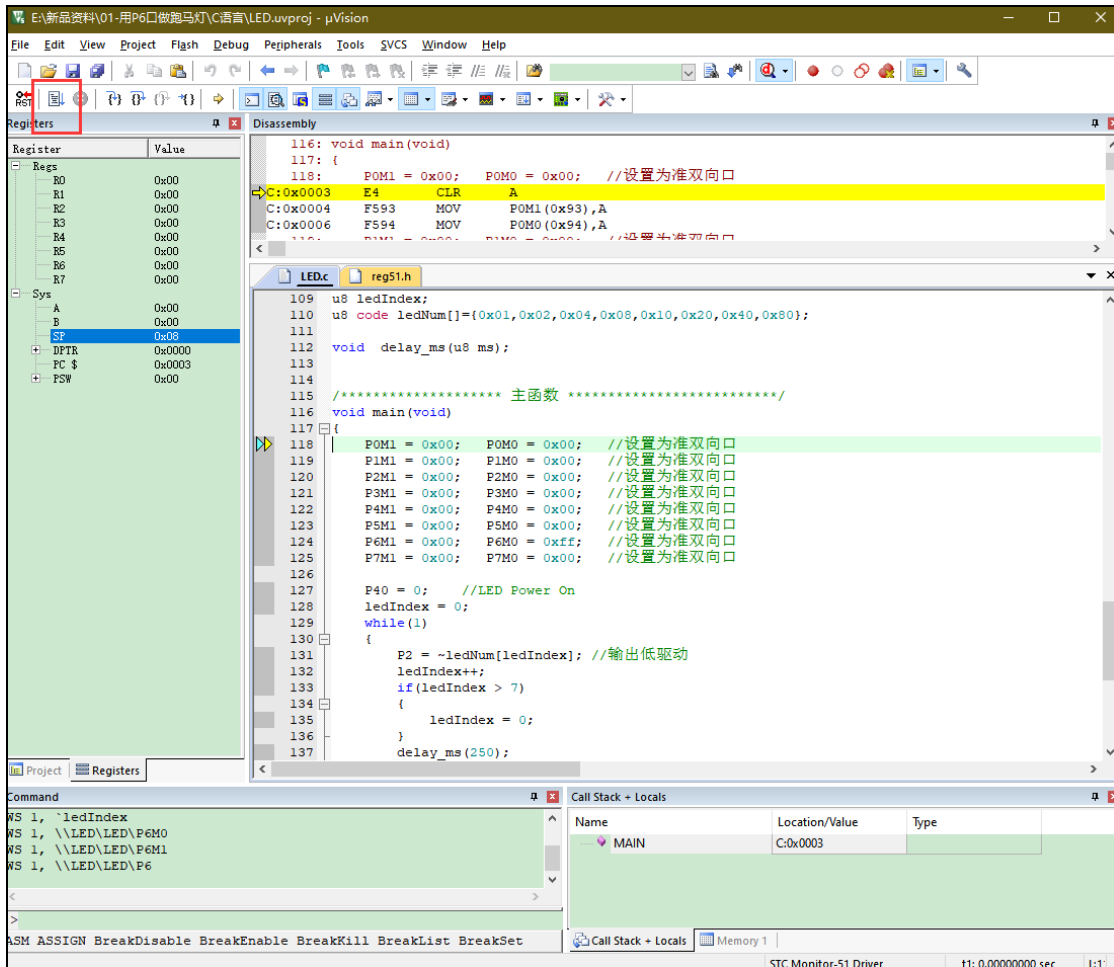 E:\新品资料\01-用P6口做跑马灯\C语言\LED.uvproj - µVision
File Edit View Project Flash Debug Peripherals Tools SVCS Window Help
RST
Registers
Register Value
Regs
R0 0x00
R1 0x00
R2 0x00
R3 0x00
R4 0x00
R5 0x00
R6 0x00
R7 0x00
Sys
A 0x00
B 0x00
SP 0x08
DPTR 0x0000
PC $ 0x0003
PSW 0x00
Project Registers
Disassembly
116: void main(void)
117: {
118: P0M1 = 0x00; P0M0 = 0x00; //设置为准双向口
C:0x0003 E4 CLR A
C:0x0004 F593 MOV P0M1(0x93),A
C:0x0006 F594 MOV P0M0(0x94),A
119: P1M1 = 0x00; P1M0 = 0x00; //设置为准双向口
LED.c reg51.h
109 u8 ledIndex;
110 u8 code ledNum[]={0x01,0x02,0x04,0x08,0x10,0x20,0x40,0x80};
111
112 void delay_ms(u8 ms);
113
114
115 /******************** 主函数 **************************/
116 void main(void)
117 {
118 P0M1 = 0x00; P0M0 = 0x00; //设置为准双向口
119 P1M1 = 0x00; P1M0 = 0x00; //设置为准双向口
120 P2M1 = 0x00; P2M0 = 0x00; //设置为准双向口
121 P3M1 = 0x00; P3M0 = 0x00; //设置为准双向口
122 P4M1 = 0x00; P4M0 = 0x00; //设置为准双向口
123 P5M1 = 0x00; P5M0 = 0x00; //设置为准双向口
124 P6M1 = 0x00; P6M0 = 0xff; //设置为准双向口
125 P7M1 = 0x00; P7M0 = 0x00; //设置为准双向口
126
127 P40 = 0; //LED Power On
128 ledIndex = 0;
129 while(1)
130 {
131 P2 = ~ledNum[ledIndex]; //输出低驱动
132 ledIndex++;
133 if(ledIndex > 7)
134 {
135 ledIndex = 0;
136 }
137 delay_ms(250);
Command
WS 1, `ledIndex
WS 1, \\LED\LED\P6M0
WS 1, \\LED\LED\P6M1
WS 1, \\LED\LED\P6
>
ASM ASSIGN BreakDisable BreakEnable BreakKill BreakList BreakSet
Call Stack + Locals
Name Location/Value Type
MAIN C:0x0003
Call Stack + Locals Memory 1
STC Monitor-51 Driver t1: 0.00000000 sec